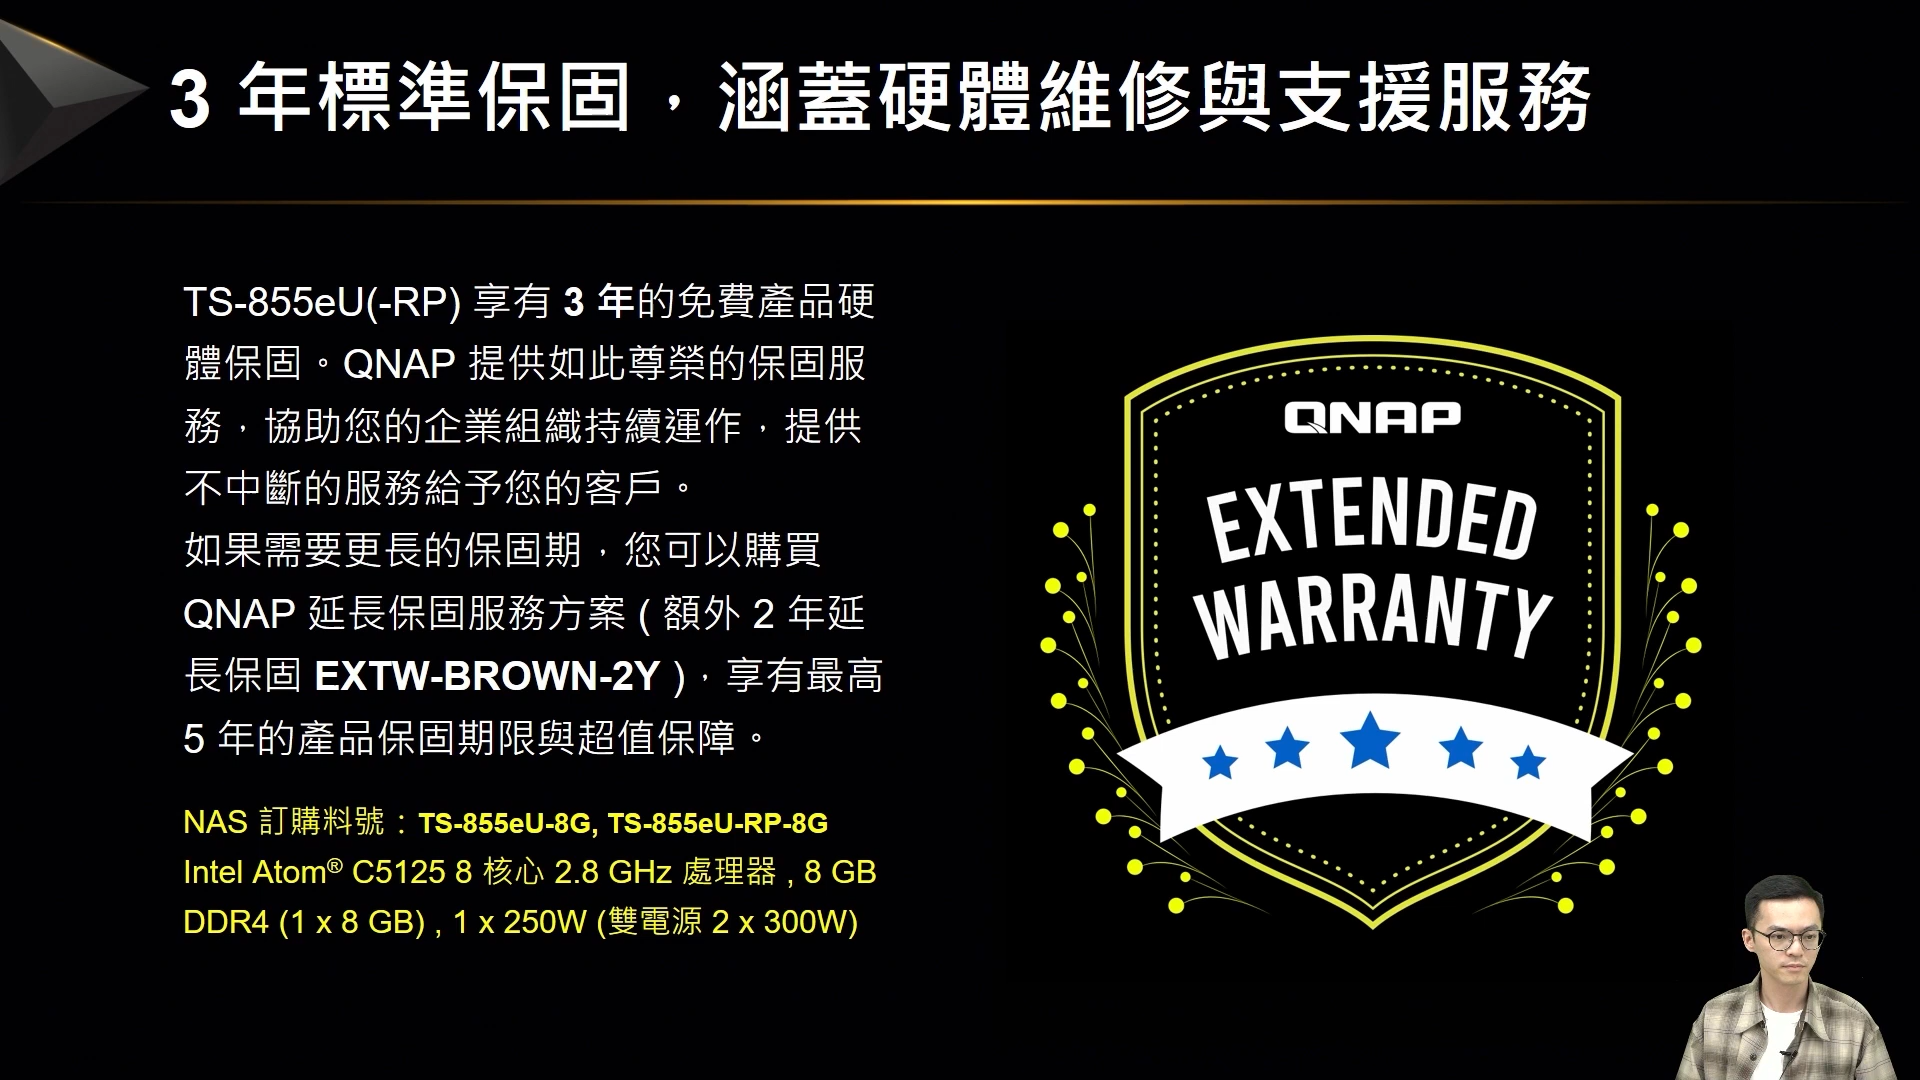 3 年標準保固，涵蓋硬體維修與支援服務
TS-855eU(-RP) 享有 3 年的免費產品硬
體保固。QNAP 提供如此尊榮的保固服
務，協助您的企業組織持續運作，提供
不中斷的服務給予您的客戶。
如果需要更長的保固期，您可以購買
QNAP 延長保固服務方案 ( 額外 2 年延
長保固 EXTW-BROWN-2Y )，享有最高
5 年的產品保固期限與超值保障。
NAS 訂購料號：TS-855eU-8G, TS-855eU-RP-8G
Intel Atom® C5125 8 核心 2.8 GHz 處理器 , 8 GB
DDR4 (1 x 8 GB) , 1 x 250W (雙電源 2 x 300W)
QNAP
EXTENDED
WARRANTY